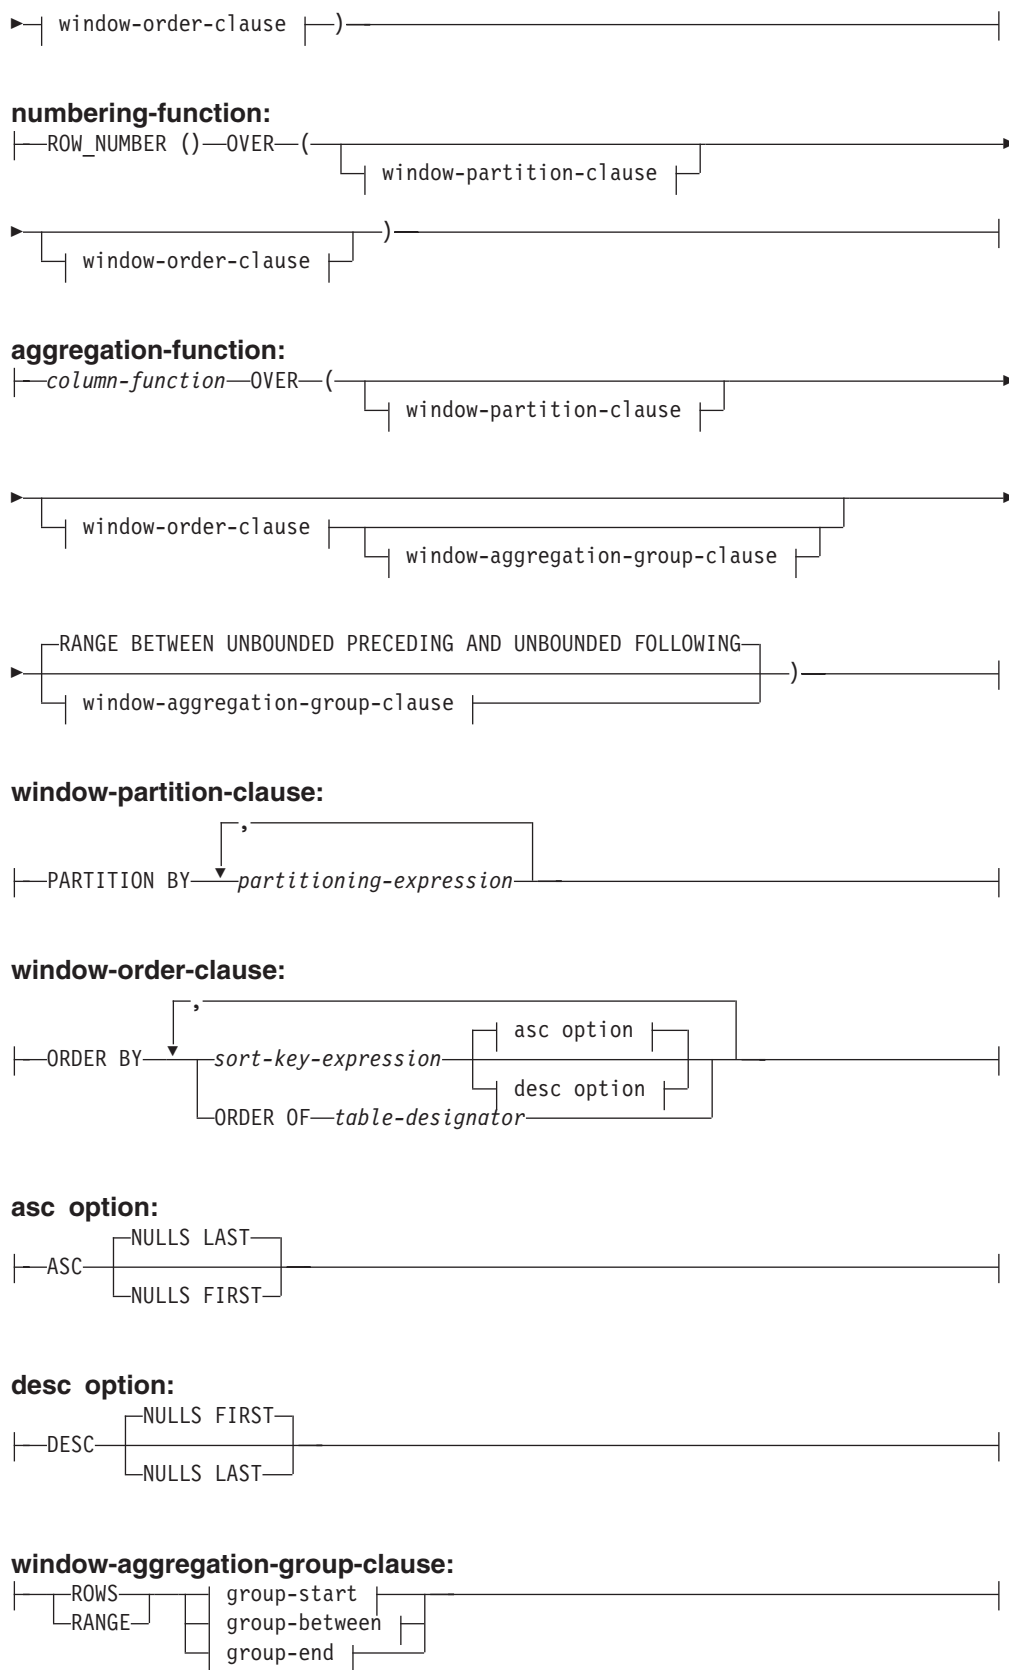 window-order-clause )
numbering-function:
ROW_NUMBER () OVER (
window-partition-clause
)
window-order-clause
aggregation-function:
column-function OVER (
window-partition-clause
window-order-clause
window-aggregation-group-clause
RANGE BETWEEN UNBOUNDED PRECEDING AND UNBOUNDED FOLLOWING
)
window-aggregation-group-clause
window-partition-clause:
,
PARTITION BY partitioning-expression
window-order-clause:
,
asc option
ORDER BY sort-key-expression
desc option
ORDER OF table-designator
asc option:
NULLS LAST
ASC
NULLS FIRST
desc option:
NULLS FIRST
DESC
NULLS LAST
window-aggregation-group-clause:
ROWS group-start
RANGE group-between
group-end